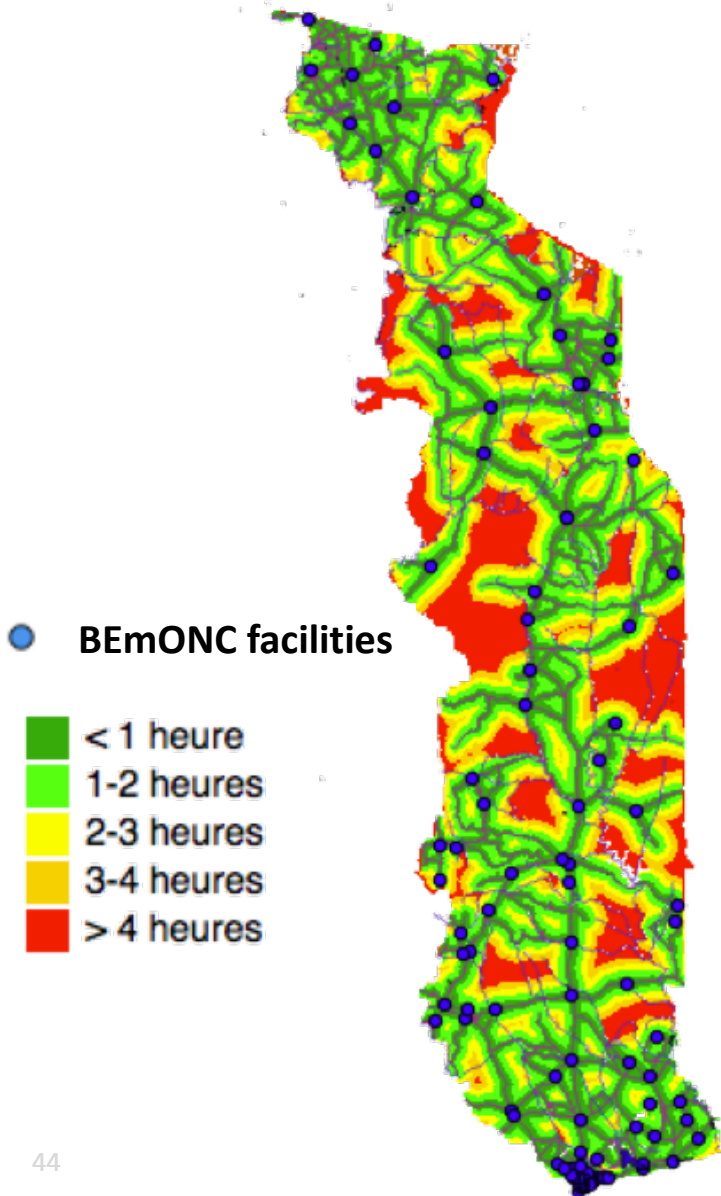 BEmONC facilities
< 1 heure
1-2 heures
2-3 heures
3-4 heures
> 4 heures
44